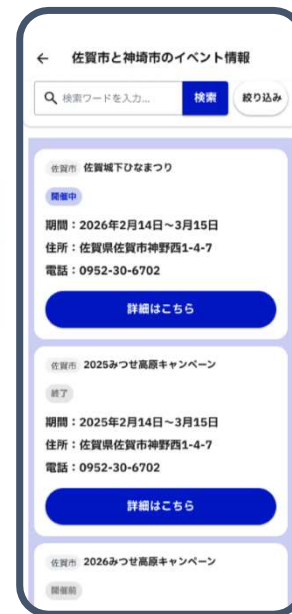 ← 佐賀市と神埼市のイベント情報
検索ワードを入力... 検索 絞り込み
佐賀市 佐賀城下ひなまつり
開催中
期間：2026年2月14日～3月15日
住所：佐賀県佐賀市神野西1-4-7
電話：0952-30-6702
詳細はこちら
佐賀市 2025みつせ高原キャンペーン
終了
期間：2025年2月14日～3月15日
住所：佐賀県佐賀市神野西1-4-7
電話：0952-30-6702
詳細はこちら
佐賀市 2026みつせ高原キャンペーン
開催前